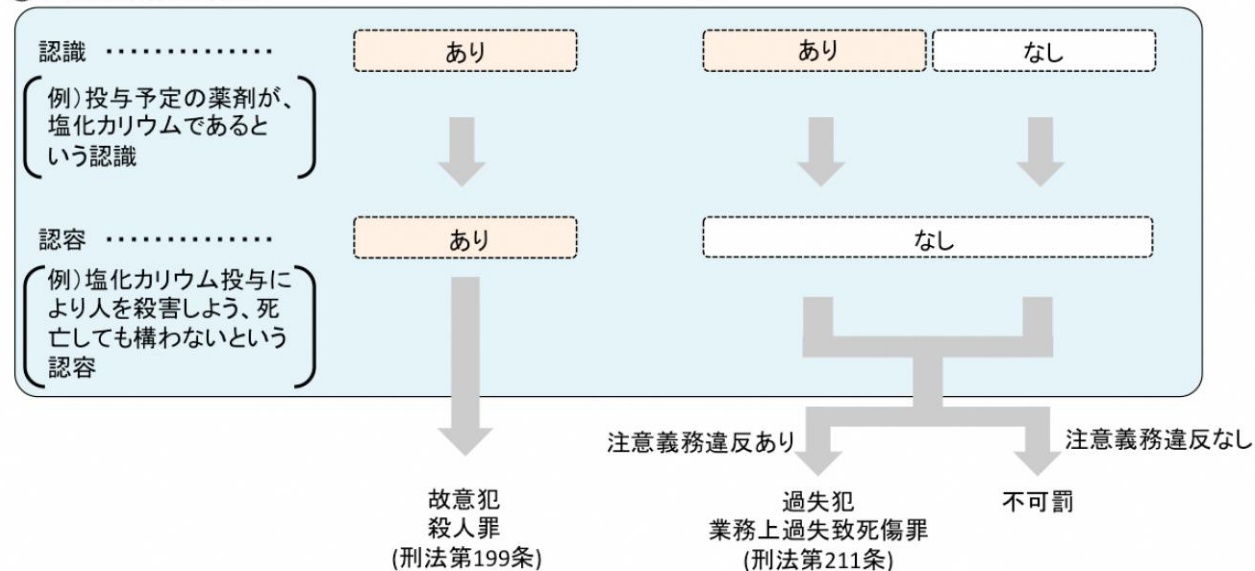 認識 ‥‥‥‥‥‥‥
あり
あり
なし
例)投与予定の薬剤が、
塩化カリウムであると
いう認識
認容 ‥‥‥‥‥‥‥
あり
なし
例)塩化カリウム投与に
より人を殺害しよう、死
亡しても構わないという
認容
注意義務違反あり
注意義務違反なし
故意犯
殺人罪
(刑法第199条)
過失犯
業務上過失致死傷罪
(刑法第211条)
不可罰